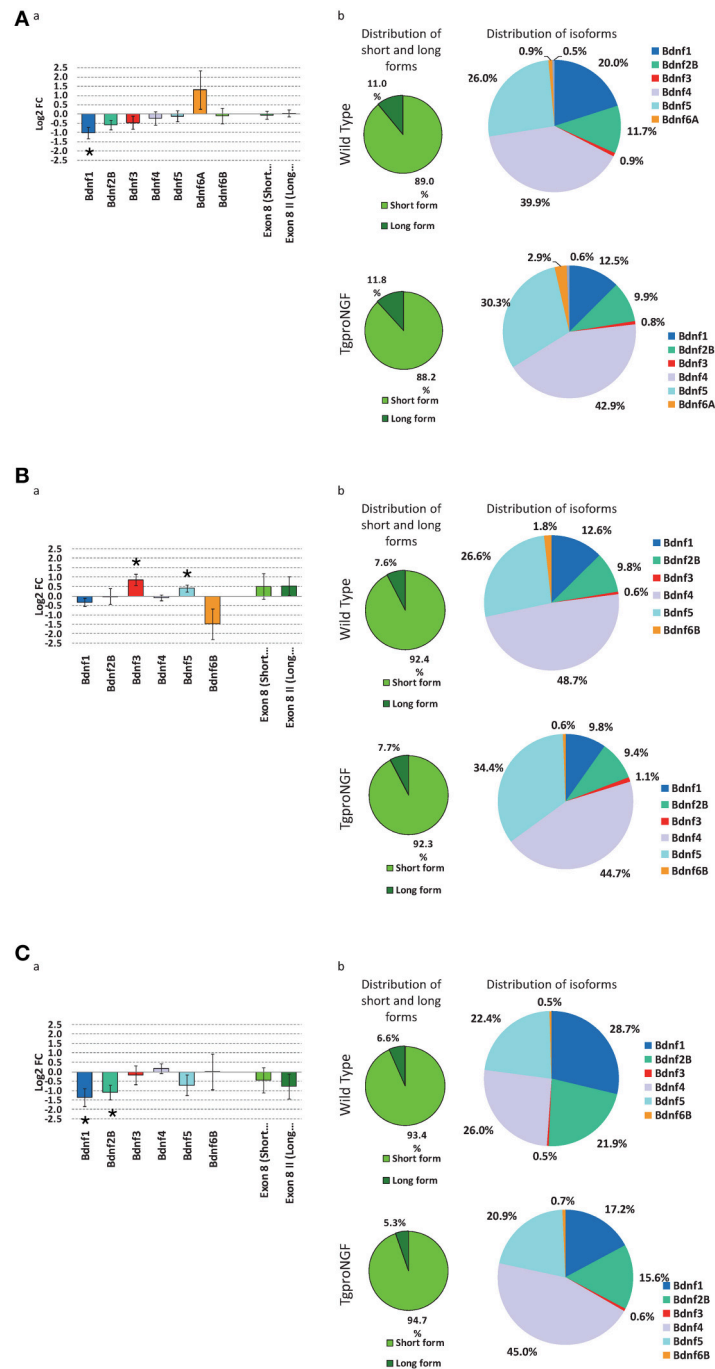 A
a
b
Distribution of
short and long
forms
Distribution of isoforms
Log2 FC
2.5
2.0
1.5
1.0
0.5
0.0
-0.5
-1.0
-1.5
-2.0
-2.5
*
Bdnf1
Bdnf2B
Bdnf3
Bdnf4
Bdnf5
Bdnf6A
Bdnf6B
Exon 8 (Short...
Exon 8 II (Long...
Wild Type
11.0
%
89.0
%
Short form
Long form
0.9%
0.5%
20.0%
26.0%
11.7%
0.9%
39.9%
Bdnf1
Bdnf2B
Bdnf3
Bdnf4
Bdnf5
Bdnf6A
TgproNGF
11.8
%
88.2
%
Short form
Long form
2.9%
0.6%
12.5%
30.3%
9.9%
0.8%
42.9%
Bdnf1
Bdnf2B
Bdnf3
Bdnf4
Bdnf5
Bdnf6A
B
a
b
Distribution of
short and long
forms
Distribution of isoforms
Log2 FC
2.5
2.0
1.5
1.0
0.5
0.0
-0.5
-1.0
-1.5
-2.0
-2.5
*
*
Bdnf1
Bdnf2B
Bdnf3
Bdnf4
Bdnf5
Bdnf6B
Exon 8 (Short...
Exon 8 II (Long...
Wild Type
7.6%
92.4
%
Short form
Long form
1.8%
12.6%
26.6%
9.8%
0.6%
48.7%
Bdnf1
Bdnf2B
Bdnf3
Bdnf4
Bdnf5
Bdnf6B
TgproNGF
7.7%
92.3
%
Short form
Long form
0.6%
9.8%
34.4%
9.4%
1.1%
44.7%
Bdnf1
Bdnf2B
Bdnf3
Bdnf4
Bdnf5
Bdnf6B
C
a
b
Distribution of
short and long
forms
Distribution of isoforms
Log2 FC
2.5
2.0
1.5
1.0
0.5
0.0
-0.5
-1.0
-1.5
-2.0
-2.5
*
*
Bdnf1
Bdnf2B
Bdnf3
Bdnf4
Bdnf5
Bdnf6B
Exon 8 (Short...
Exon 8 II (Long...
Wild Type
6.6%
93.4
%
Short form
Long form
0.5%
22.4%
28.7%
26.0%
0.5%
21.9%
Bdnf1
Bdnf2B
Bdnf3
Bdnf4
Bdnf5
Bdnf6B
TgproNGF
5.3%
94.7
%
Short form
Long form
0.7%
17.2%
20.9%
15.6%
0.6%
45.0%
Bdnf1
Bdnf2B
Bdnf3
Bdnf4
Bdnf5
Bdnf6B